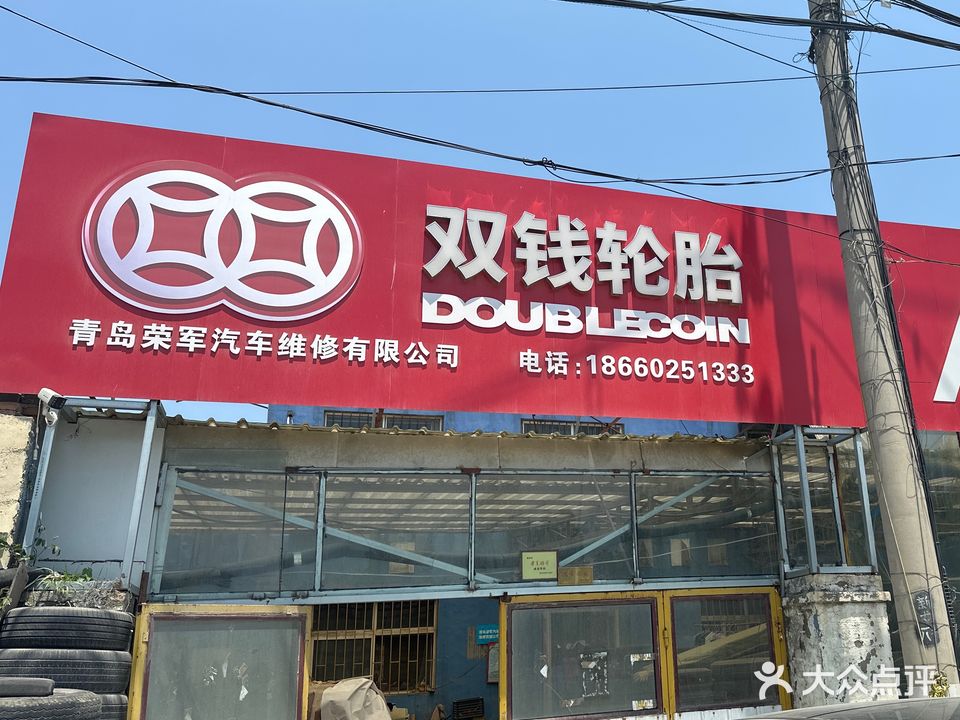 双钱轮胎
DOUBLECOIN
青岛荣军汽车维修有限公司
电话:18660251333
大众点评